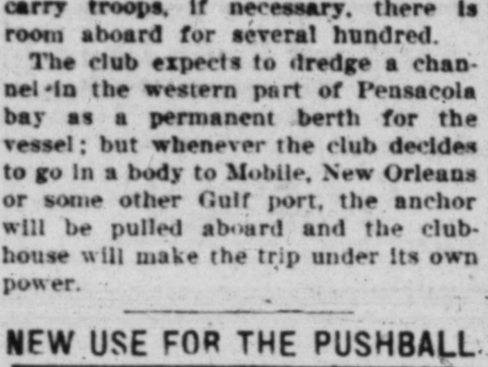 carry troops, if necessary, there is
room aboard for several hundred.
The club expects to dredge a chan-
nel in the western part of Pensacola
bay as a permanent berth for the
vessel; but whenever the club decides
to go in a body to Mobile, New Orleans
or some other Gulf port, the anchor
will be pulled aboard and the club-
house will make the trip under its own
power.
NEW USE FOR THE PUSHBALL